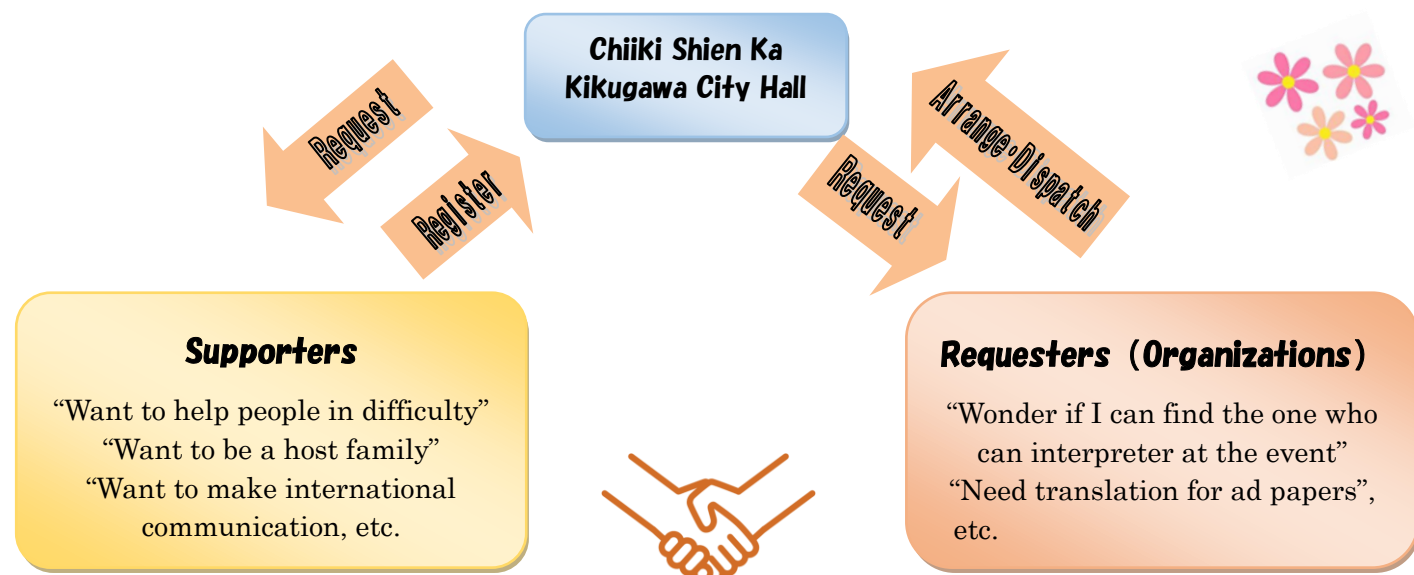 Chiiki Shien Ka
Kikugawa City Hall
Request
Register
Request
Arrange・Dispatch
Supporters
“Want to help people in difficulty”
“Want to be a host family”
“Want to make international
communication, etc.
Requesters（Organizations）
“Wonder if I can find the one who
can interpreter at the event”
“Need translation for ad papers”,
etc.